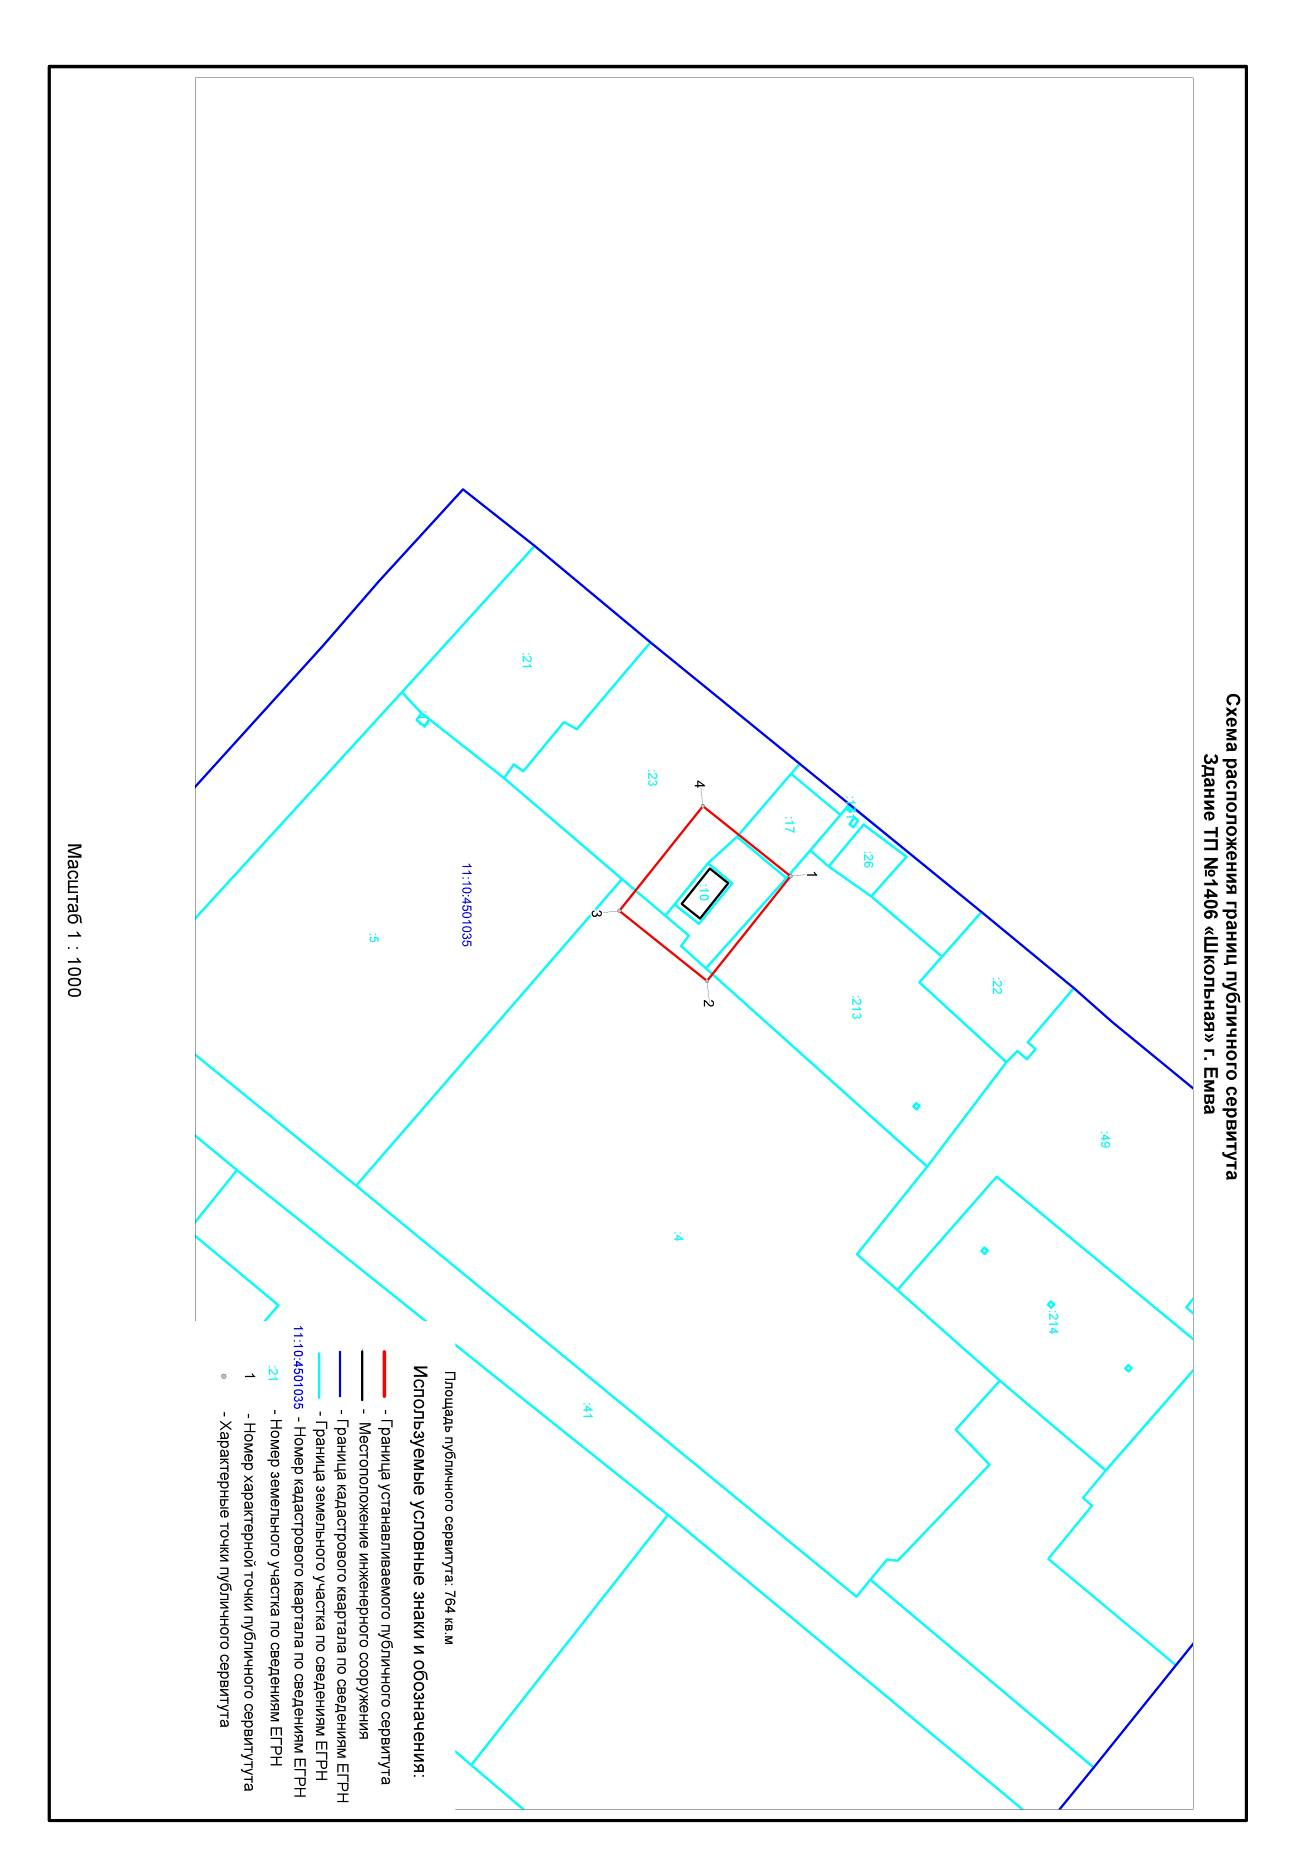 Схема расположения границ публичного сервитута
Здание ТП №1406 «Школьная» г. Емва
:49
:214
:22
:213
:26
:17
1
:10
4
2
:4
:23
3
:41
:21
11:10:4501035
:5
Площадь публичного сервитута: 764 кв.м
Используемые условные знаки и обозначения:
- Граница устанавливаемого публичного сервитута
- Местоположение инженерного сооружения
- Граница кадастрового квартала по сведениям ЕГРН
- Граница земельного участка по сведениям ЕГРН
11:10:4501035 - Номер кадастрового квартала по сведениям ЕГРН
:21 - Номер земельного участка по сведениям ЕГРН
1 - Номер характерной точки публичного сервитутута
- Характерные точки публичного сервитута
Масштаб 1 : 1000